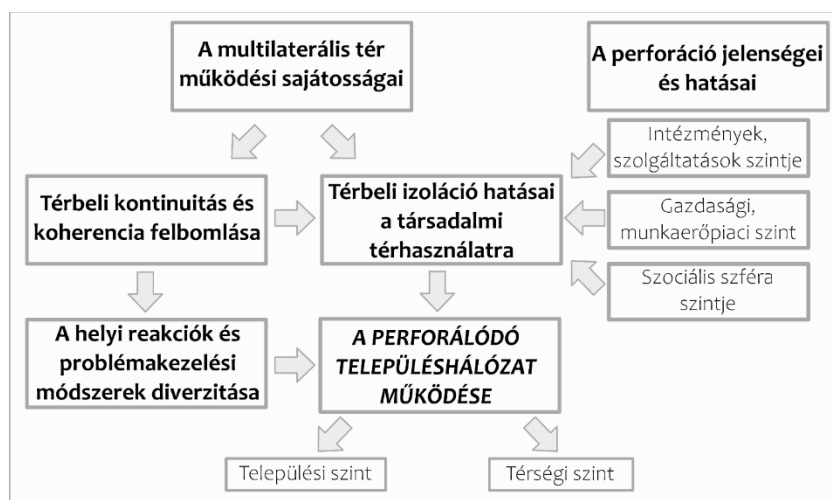 A multilaterális tér
működési sajátosságai
A perforáció jelenségei
és hatásai
Intézmények,
szolgáltatások szintje
Térbeli kontinuitás és
koherencia felbomlása
Térbeli izoláció hatásai
a társadalmi
térhasználatra
Gazdasági,
munkaerőpiaci szint
Szociális szféra
szintje
A helyi reakciók és
problémakezelési
módszerek diverzitása
A PERFORÁLÓDÓ
TELEPÜLÉSHÁLÓZAT
MŰKÖDÉSE
Települési szint
Térségi szint